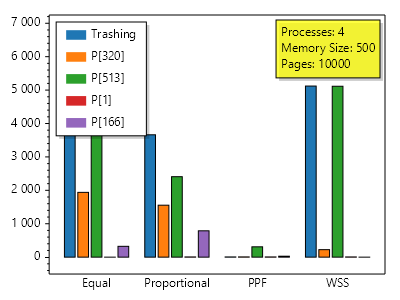 7 000
6 000
5 000
4 000
3 000
2 000
1 000
0
Trashing
P[320]
P[513]
P[1]
P[166]
Processes: 4
Memory Size: 500
Pages: 10000
Equal Proportional PPF WSS